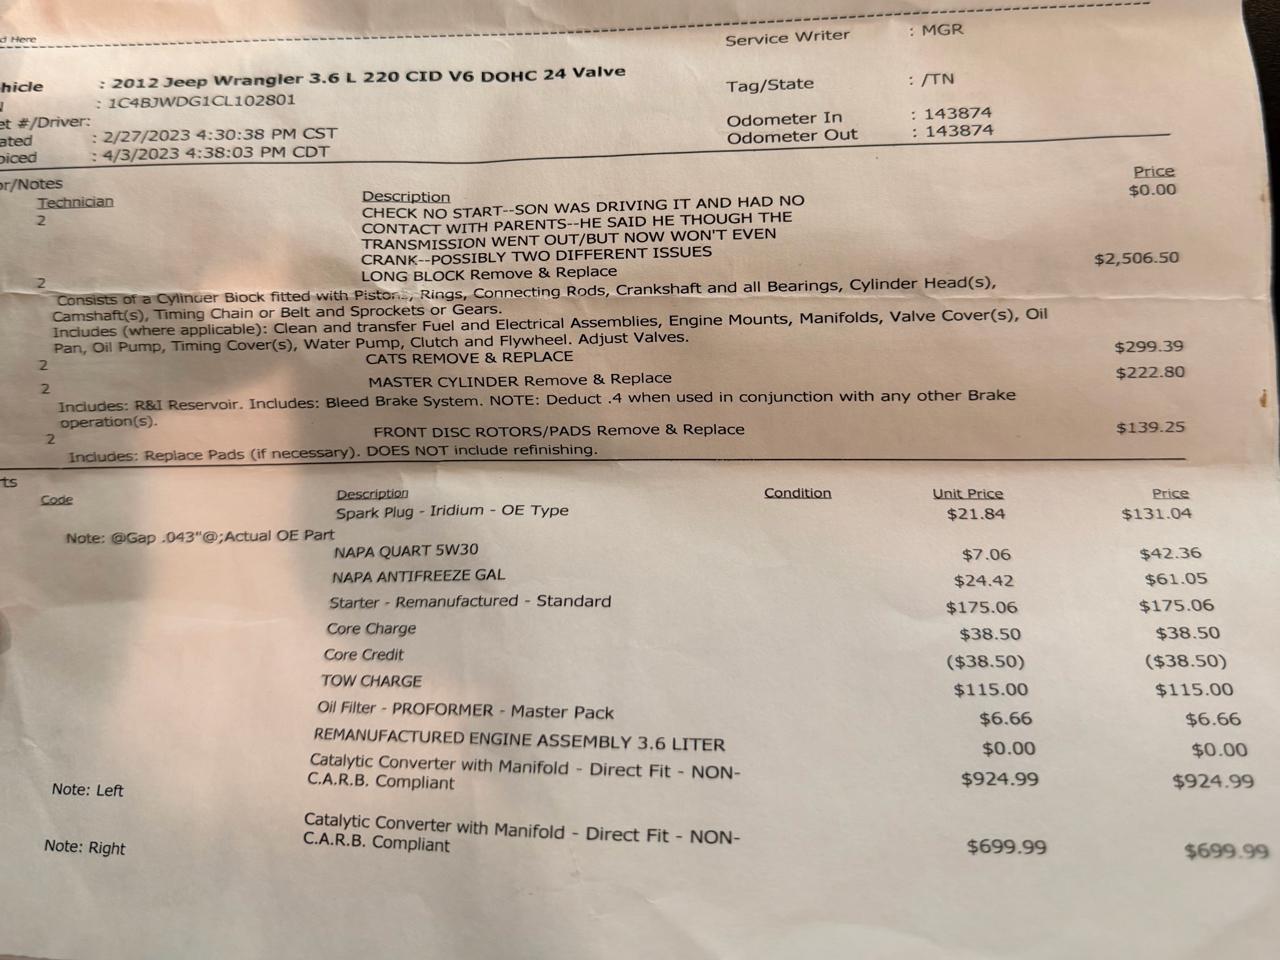 d Here
Service Writer : MGR
hicle : 2012 Jeep Wrangler 3.6 L 220 CID V6 DOHC 24 Valve
: 1C4BJWDG1CL102801
Tag/State : /TN
et #/Driver:
ated : 2/27/2023 4:30:38 PM CST
Odometer In : 143874
oiced : 4/3/2023 4:38:03 PM CDT
Odometer Out : 143874
or/Notes
Technician Description Price
2 CHECK NO START--SON WAS DRIVING IT AND HAD NO $0.00
CONTACT WITH PARENTS--HE SAID HE THOUGH THE
TRANSMISSION WENT OUT/BUT NOW WON'T EVEN
CRANK--POSSIBLY TWO DIFFERENT ISSUES
2 LONG BLOCK Remove & Replace $2,506.50
Consists of a Cylinder Block fitted with Pistons, Rings, Connecting Rods, Crankshaft and all Bearings, Cylinder Head(s),
Camshaft(s), Timing Chain or Belt and Sprockets or Gears.
Includes (where applicable): Clean and transfer Fuel and Electrical Assemblies, Engine Mounts, Manifolds, Valve Cover(s), Oil
Pan, Oil Pump, Timing Cover(s), Water Pump, Clutch and Flywheel. Adjust Valves.
2 CATS REMOVE & REPLACE $299.39
2 MASTER CYLINDER Remove & Replace $222.80
Includes: R&I Reservoir. Includes: Bleed Brake System. NOTE: Deduct .4 when used in conjunction with any other Brake
operation(s).
2 FRONT DISC ROTORS/PADS Remove & Replace $139.25
Includes: Replace Pads (if necessary). DOES NOT include refinishing.
ts
Code Description Condition Unit Price Price
Spark Plug - Iridium - OE Type $21.84 $131.04
Note: @Gap .043"@;Actual OE Part
NAPA QUART 5W30 $7.06 $42.36
NAPA ANTIFREEZE GAL $24.42 $61.05
Starter - Remanufactured - Standard $175.06 $175.06
Core Charge $38.50 $38.50
Core Credit ($38.50) ($38.50)
TOW CHARGE $115.00 $115.00
Oil Filter - PROFORMER - Master Pack $6.66 $6.66
REMANUFACTURED ENGINE ASSEMBLY 3.6 LITER $0.00 $0.00
Catalytic Converter with Manifold - Direct Fit - NON- $924.99 $924.99
C.A.R.B. Compliant
Note: Left
Catalytic Converter with Manifold - Direct Fit - NON- $699.99 $699.99
C.A.R.B. Compliant
Note: Right